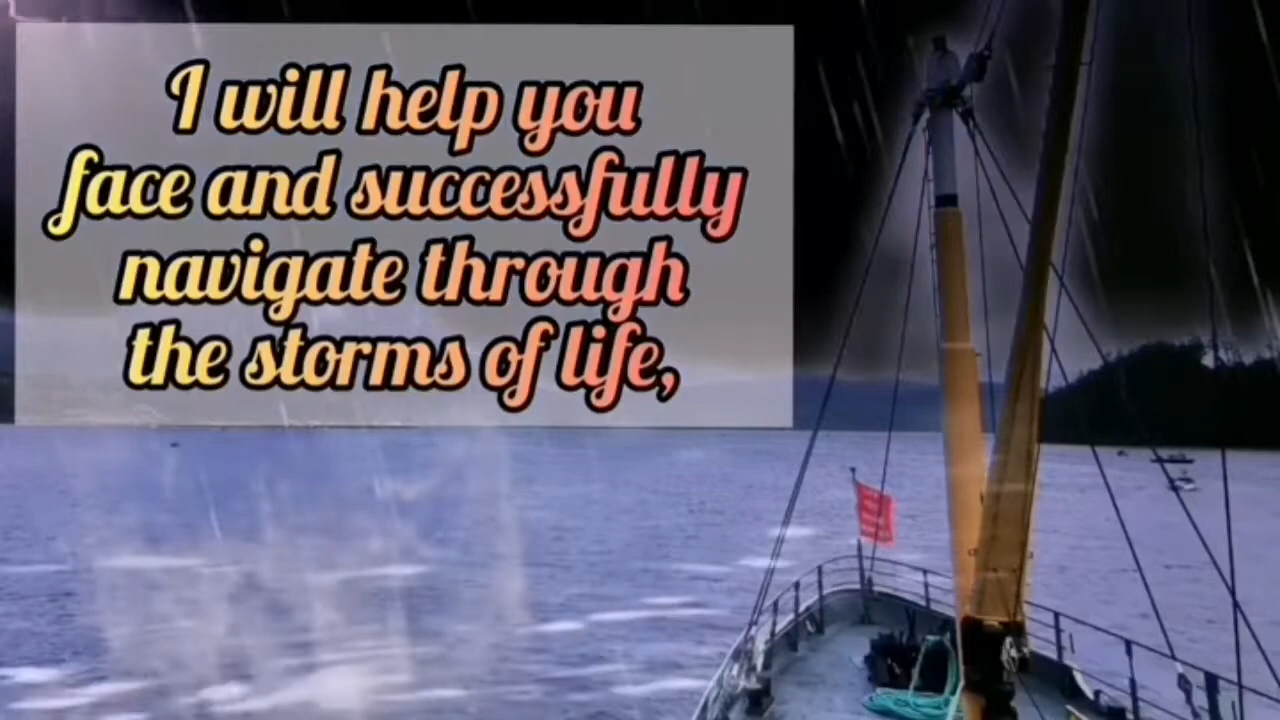 I will help you
face and successfully
navigate through
the storms of life,